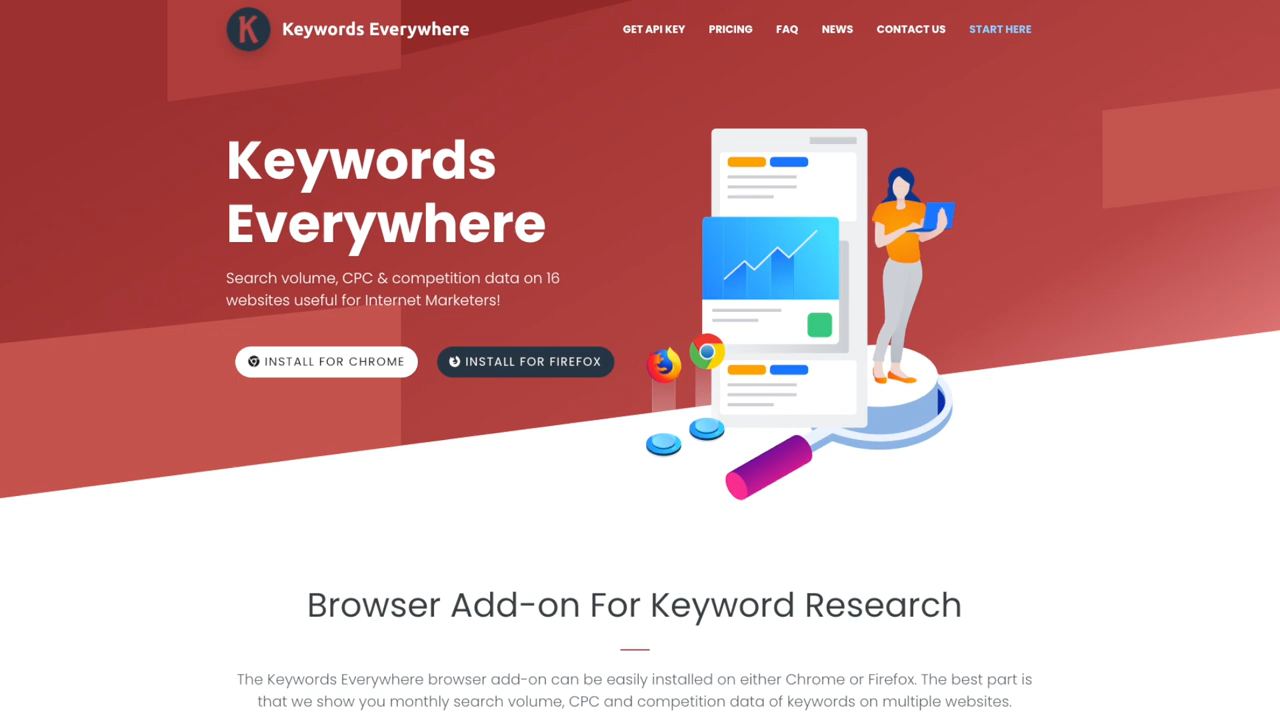 Keywords Everywhere
GET API KEY
PRICING
FAQ
NEWS
CONTACT US
START HERE
Keywords
Everywhere
Search volume, CPC & competition data on 16
websites useful for Internet Marketers!
INSTALL FOR CHROME
INSTALL FOR FIREFOX
Browser Add-on For Keyword Research
The Keywords Everywhere browser add-on can be easily installed on either Chrome or Firefox. The best part is
that we show you monthly search volume, CPC and competition data of keywords on multiple websites.